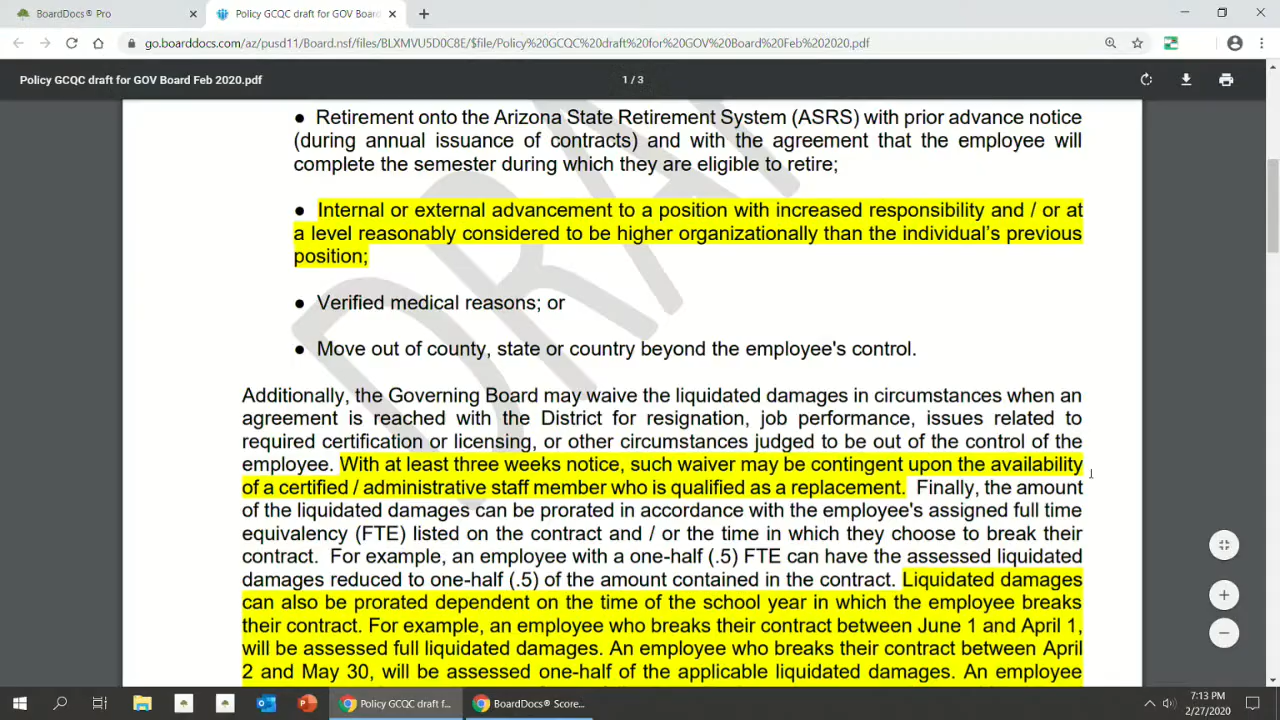 BoardDocs® Pro
Policy GCQC draft for GOV Board
go.boarddocs.com/az/pusd11/Board.nsf/files/BLXMVU5D0C8E/$file/Policy%20GCQC%20draft%20for%20GOV%20Board%20Feb%202020.pdf
Policy GCQC draft for GOV Board Feb 2020.pdf
1 / 3
DRAF
● Retirement onto the Arizona State Retirement System (ASRS) with prior advance notice
(during annual issuance of contracts) and with the agreement that the employee will
complete the semester during which they are eligible to retire;
● Internal or external advancement to a position with increased responsibility and / or at
a level reasonably considered to be higher organizationally than the individual's previous
position;
● Verified medical reasons; or
● Move out of county, state or country beyond the employee's control.
Additionally, the Governing Board may waive the liquidated damages in circumstances when an
agreement is reached with the District for resignation, job performance, issues related to
required certification or licensing, or other circumstances judged to be out of the control of the
employee. With at least three weeks notice, such waiver may be contingent upon the availability
of a certified / administrative staff member who is qualified as a replacement. Finally, the amount
of the liquidated damages can be prorated in accordance with the employee's assigned full time
equivalency (FTE) listed on the contract and / or the time in which they choose to break their
contract. For example, an employee with a one-half (.5) FTE can have the assessed liquidated
damages reduced to one-half (.5) of the amount contained in the contract. Liquidated damages
can also be prorated dependent on the time of the school year in which the employee breaks
their contract. For example, an employee who breaks their contract between June 1 and April 1,
will be assessed full liquidated damages. An employee who breaks their contract between April
2 and May 30, will be assessed one-half of the applicable liquidated damages. An employee
Policy GCQC draft f...
BoardDocs® Score...
7:13 PM
2/27/2020